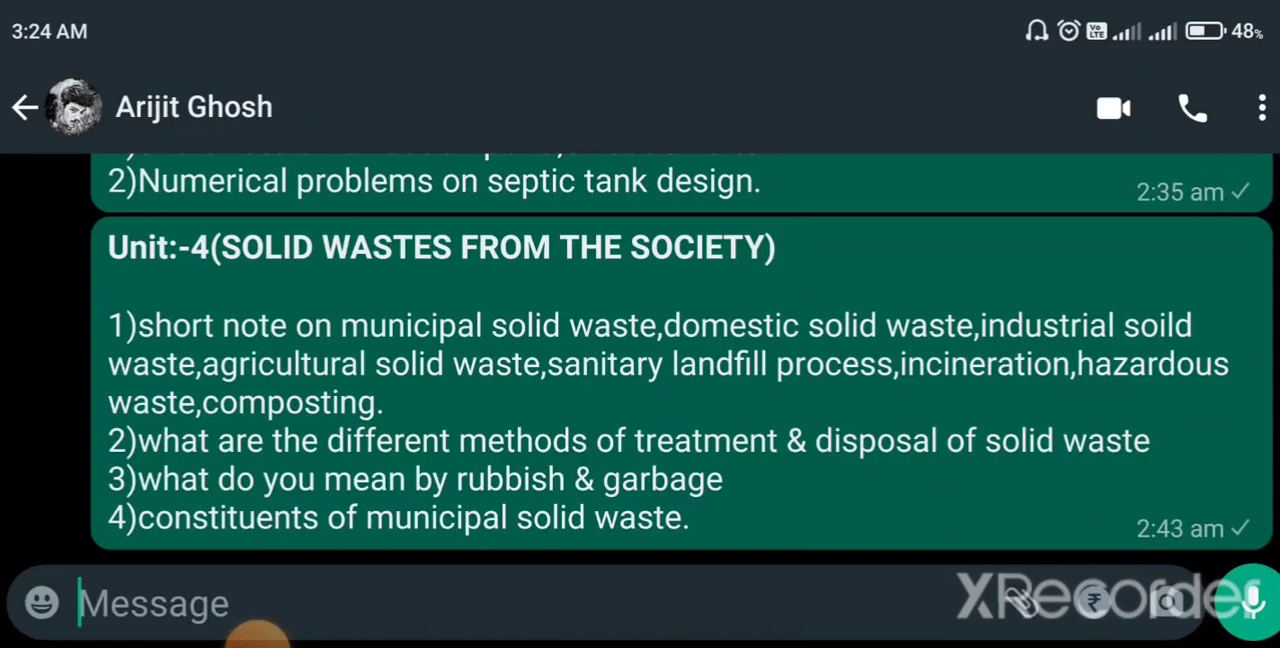 3:24 AM
Vo LTE
48%
Arijit Ghosh
2)Numerical problems on septic tank design.
2:35 am
Unit:-4(SOLID WASTES FROM THE SOCIETY)
1)short note on municipal solid waste,domestic solid waste,industrial soild
waste,agricultural solid waste,sanitary landfill process,incineration,hazardous
waste,composting.
2)what are the different methods of treatment & disposal of solid waste
3)what do you mean by rubbish & garbage
4)constituents of municipal solid waste.
2:43 am
Message
₹
XRecorder